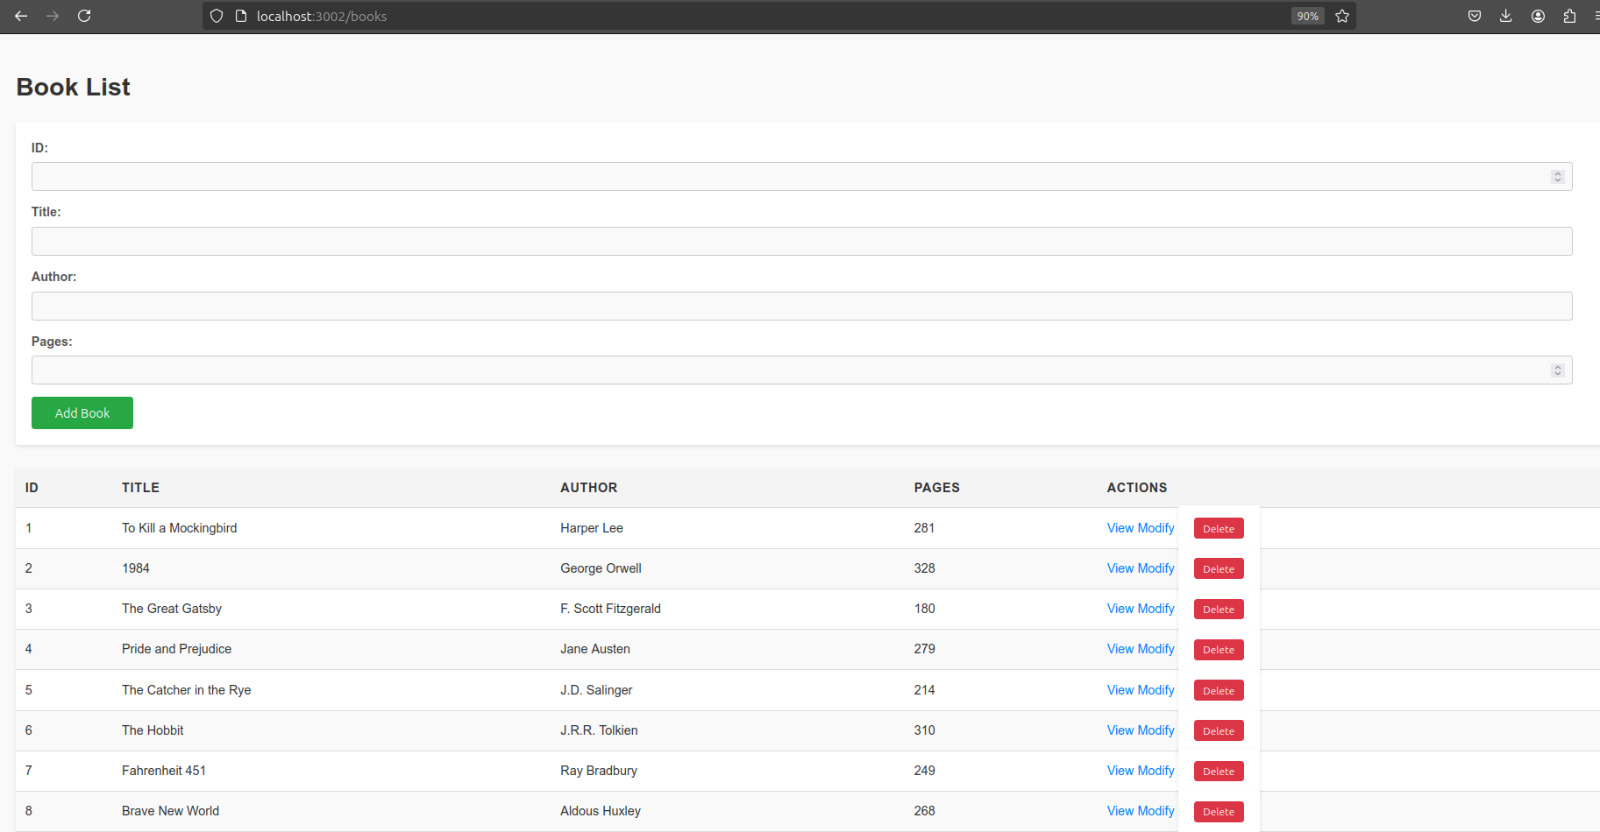 localhost:3002/books
90%
Book List
ID:
Title:
Author:
Pages:
Add Book
ID TITLE AUTHOR PAGES ACTIONS
1 To Kill a Mockingbird Harper Lee 281 View Modify Delete
2 1984 George Orwell 328 View Modify Delete
3 The Great Gatsby F. Scott Fitzgerald 180 View Modify Delete
4 Pride and Prejudice Jane Austen 279 View Modify Delete
5 The Catcher in the Rye J.D. Salinger 214 View Modify Delete
6 The Hobbit J.R.R. Tolkien 310 View Modify Delete
7 Fahrenheit 451 Ray Bradbury 249 View Modify Delete
8 Brave New World Aldous Huxley 268 View Modify Delete